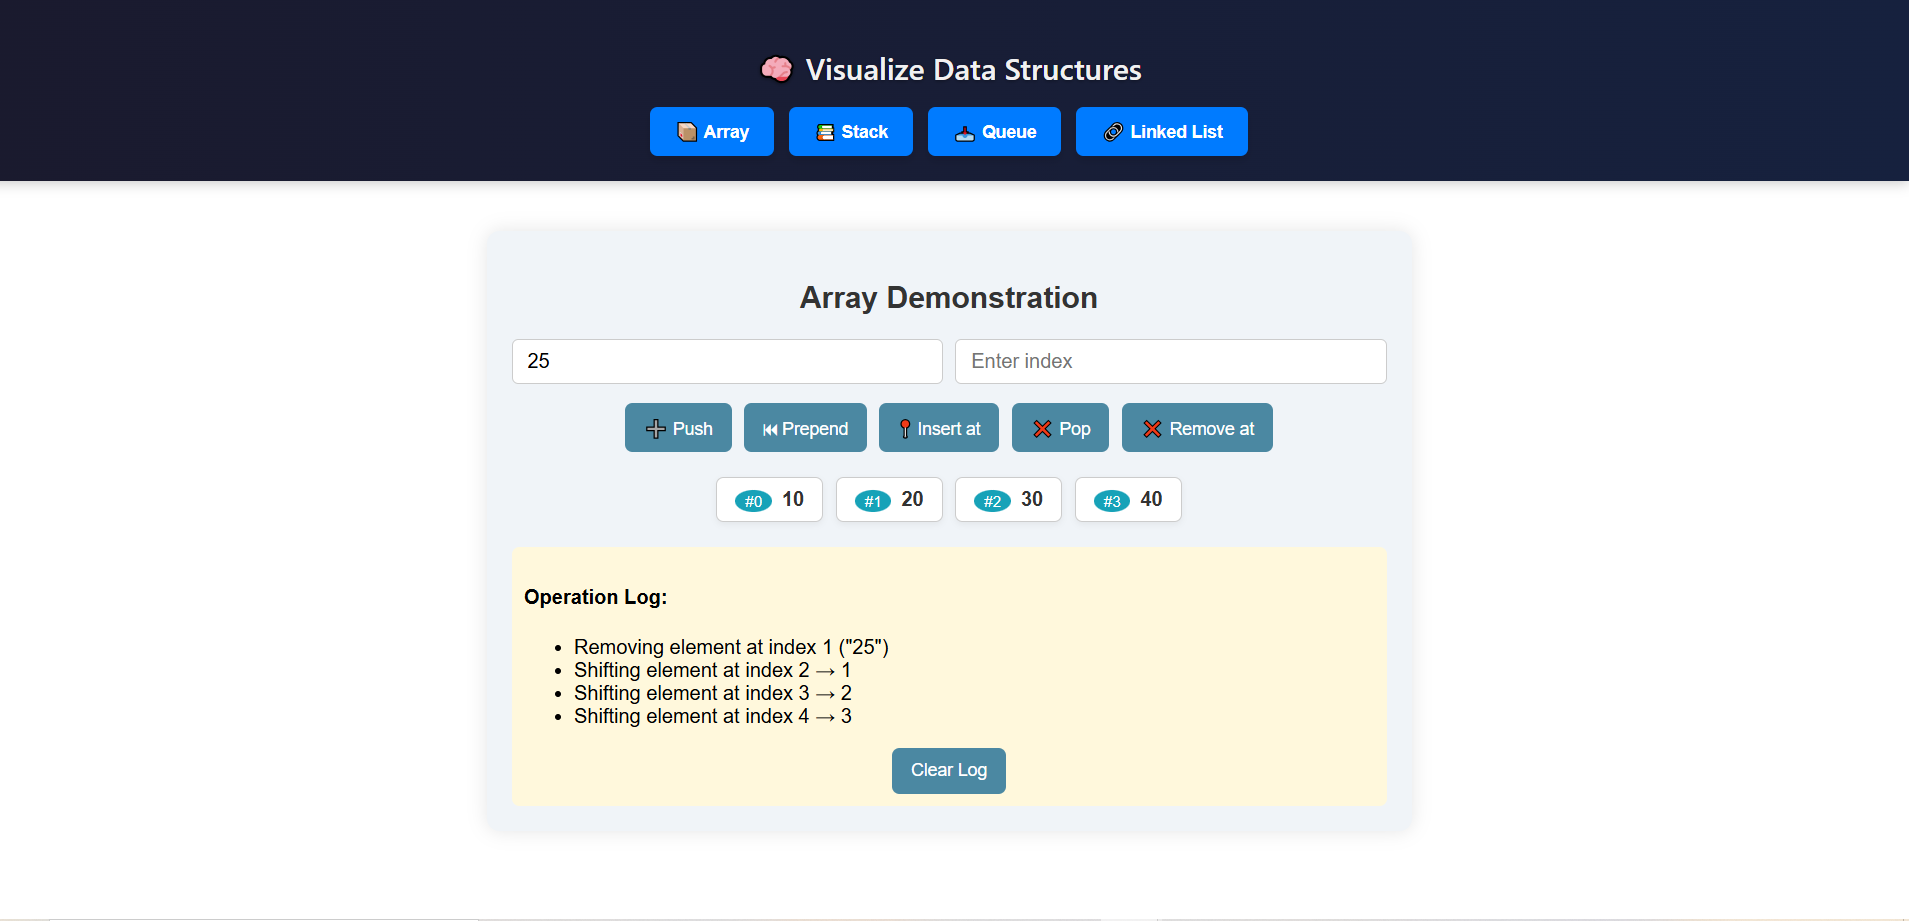 🧠 Visualize Data Structures
📦 Array 📚 Stack 📥 Queue 🔗 Linked List
Array Demonstration
25 Enter index
➕ Push ⏮ Prepend 📍 Insert at ❌ Pop ❌ Remove at
#0 10 #1 20 #2 30 #3 40
Operation Log:
• Removing element at index 1 ("25")
• Shifting element at index 2 → 1
• Shifting element at index 3 → 2
• Shifting element at index 4 → 3
Clear Log